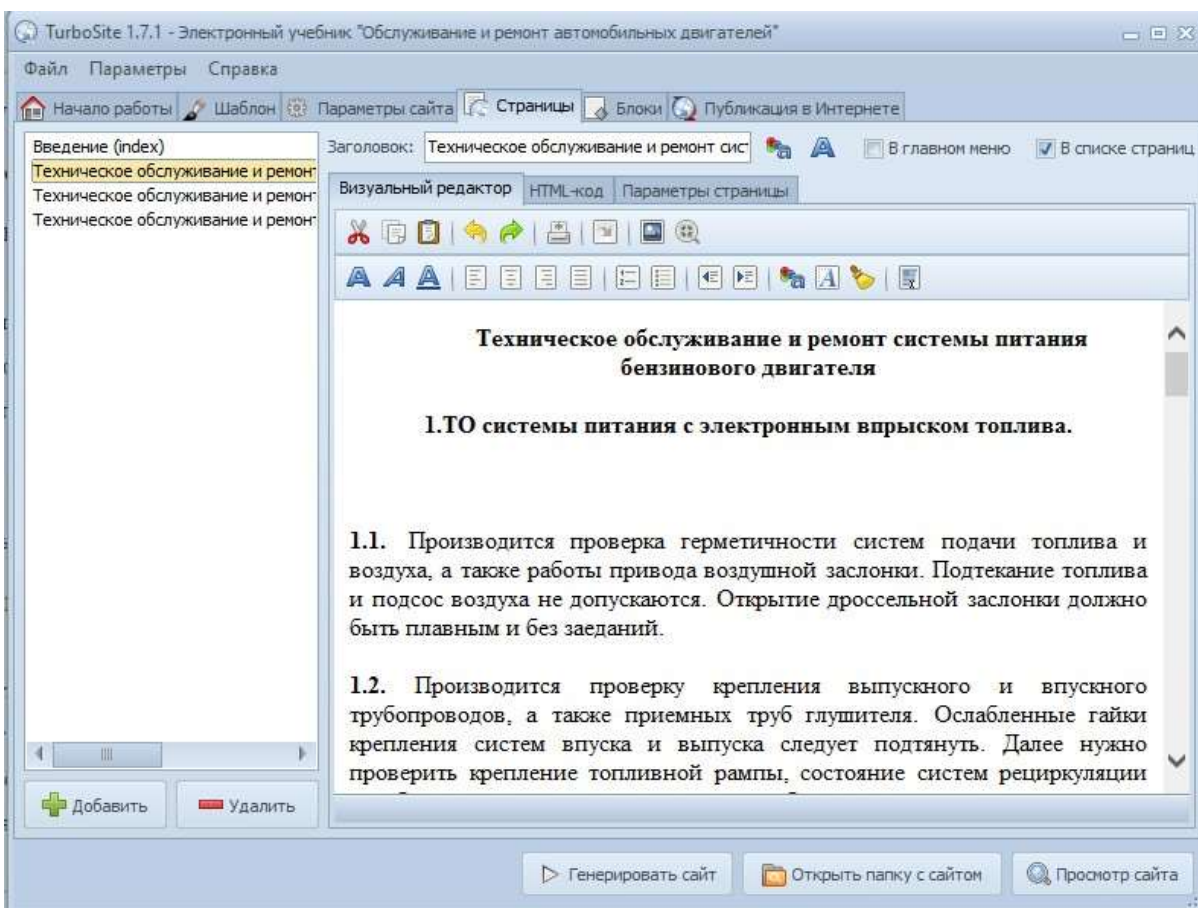 TurboSite 1.7.1 - Электронный учебник "Обслуживание и ремонт автомобильных двигателей"
Файл Параметры Справка
Начало работы Шаблон Параметры сайта Страницы Блоки Публикация в Интернете
Введение (index)
Техническое обслуживание и ремонт
Техническое обслуживание и ремонт
Техническое обслуживание и ремонт
Добавить Удалить
Заголовок: Техническое обслуживание и ремонт сист В главном меню В списке страниц
Визуальный редактор HTML-код Параметры страницы
Техническое обслуживание и ремонт системы питания
бензинового двигателя
1.ТО системы питания с электронным впрыском топлива.
1.1. Производится проверка герметичности систем подачи топлива и
воздуха, а также работы привода воздушной заслонки. Подтекание топлива
и подсос воздуха не допускаются. Открытие дроссельной заслонки должно
быть плавным и без заеданий.
1.2. Производится проверку крепления выпускного и впускного
трубопроводов, а также приемных труб глушителя. Ослабленные гайки
крепления систем впуска и выпуска следует подтянуть. Далее нужно
проверить крепление топливной рампы, состояние систем рециркуляции
Генерировать сайт Открыть папку с сайтом Просмотр сайта